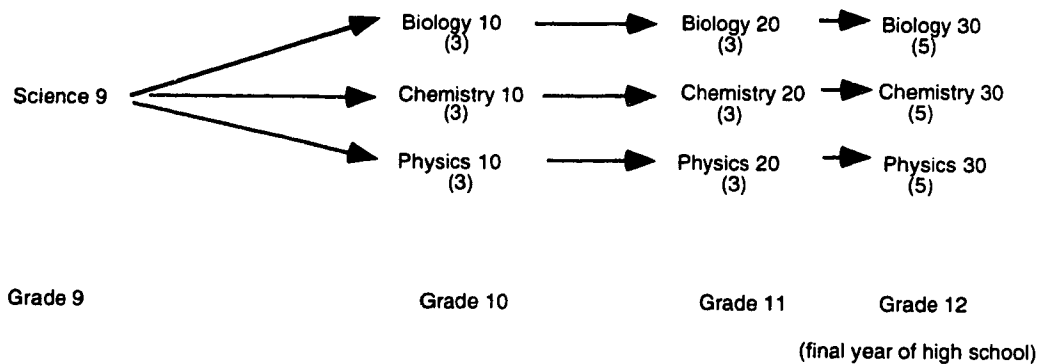 Biology 10 Biology 20 Biology 30
(3) (3) (5)
Science 9 Chemistry 10 Chemistry 20 Chemistry 30
(3) (3) (5)
Physics 10 Physics 20 Physics 30
(3) (3) (5)
Grade 9 Grade 10 Grade 11 Grade 12
(final year of high school)